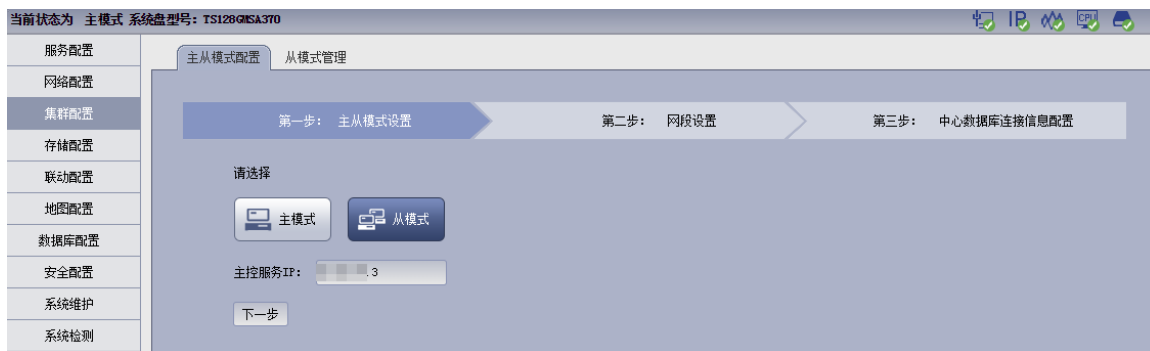 当前状态为 主模式 系统盘型号：TS128GMSA370
IP CPU
服务配置
主从模式配置 从模式管理
网络配置
集群配置
第一步： 主从模式设置 第二步： 网段设置 第三步： 中心数据库连接信息配置
存储配置
联动配置
请选择
地图配置
主模式 从模式
数据库配置
安全配置
主控服务IP： .3
系统维护
下一步
系统检测